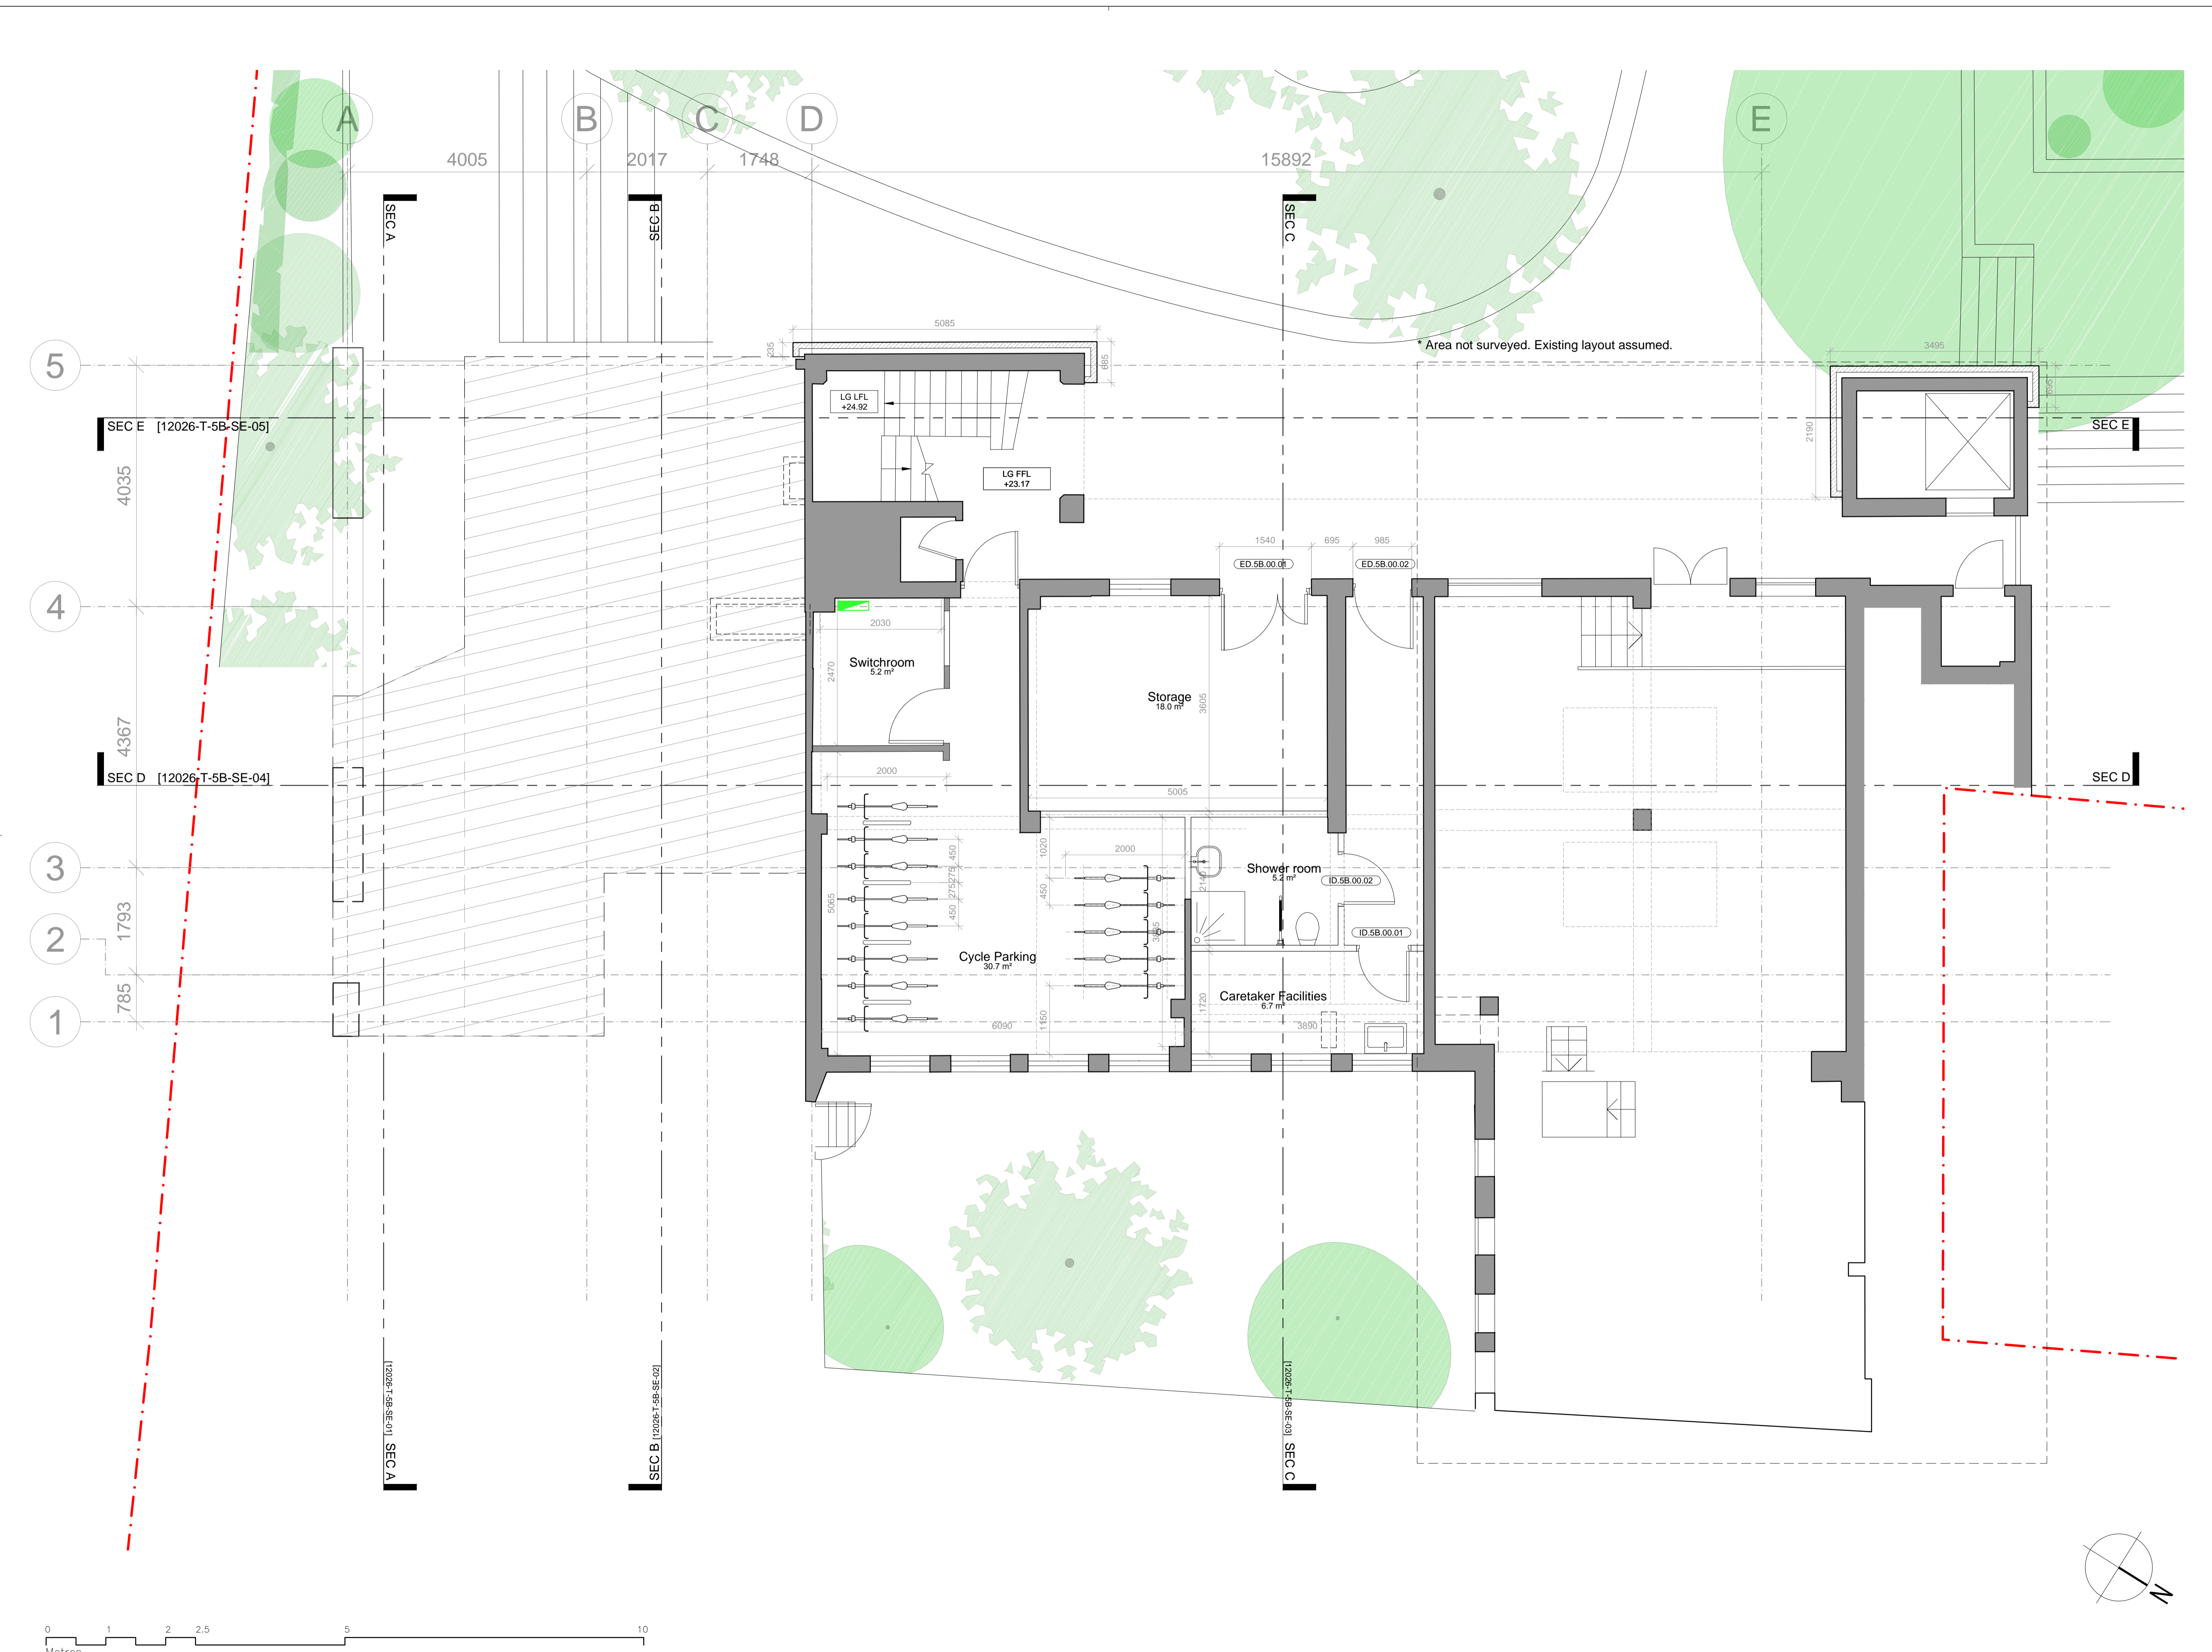 A
B
C
D
E
4005
2017
1748
15892
SEC A
SEC B
SEC C
5085
235
685
* Area not surveyed. Existing layout assumed.
3495
695
2190
5
LG LFL
+24.92
SEC E [12026-T-5B-SE-05]
SEC E
4035
LG FFL
+23.17
1540
695
985
ED.5B.00.01
ED.5B.00.02
4
2030
Switchroom
5.2 m²
2470
Storage
18.0 m²
3605
4367
SEC D [12026-T-5B-SE-04]
SEC D
2000
5005
450
275
275
450
1020
450
2000
3
Shower room
5.2 m²
2140
ID.5B.00.02
5065
1793
2
ID.5B.00.01
Cycle Parking
30.7 m²
785
Caretaker Facilities
6.7 m²
1720
1
6090
1150
3890
[12026-T-5B-SE-01] SEC A
SEC B [12026-T-5B-SE-02]
[12026-T-5B-SE-03] SEC C
N
0 1 2 2.5 5 10
Metres